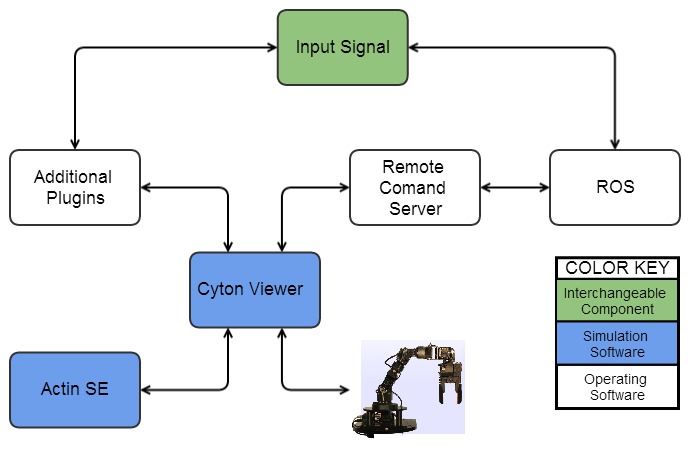 Input Signal
Additional
Plugins
Remote
Comand
Server
ROS
Cyton Viewer
COLOR KEY
Interchangeable
Component
Simulation
Software
Actin SE
Operating
Software